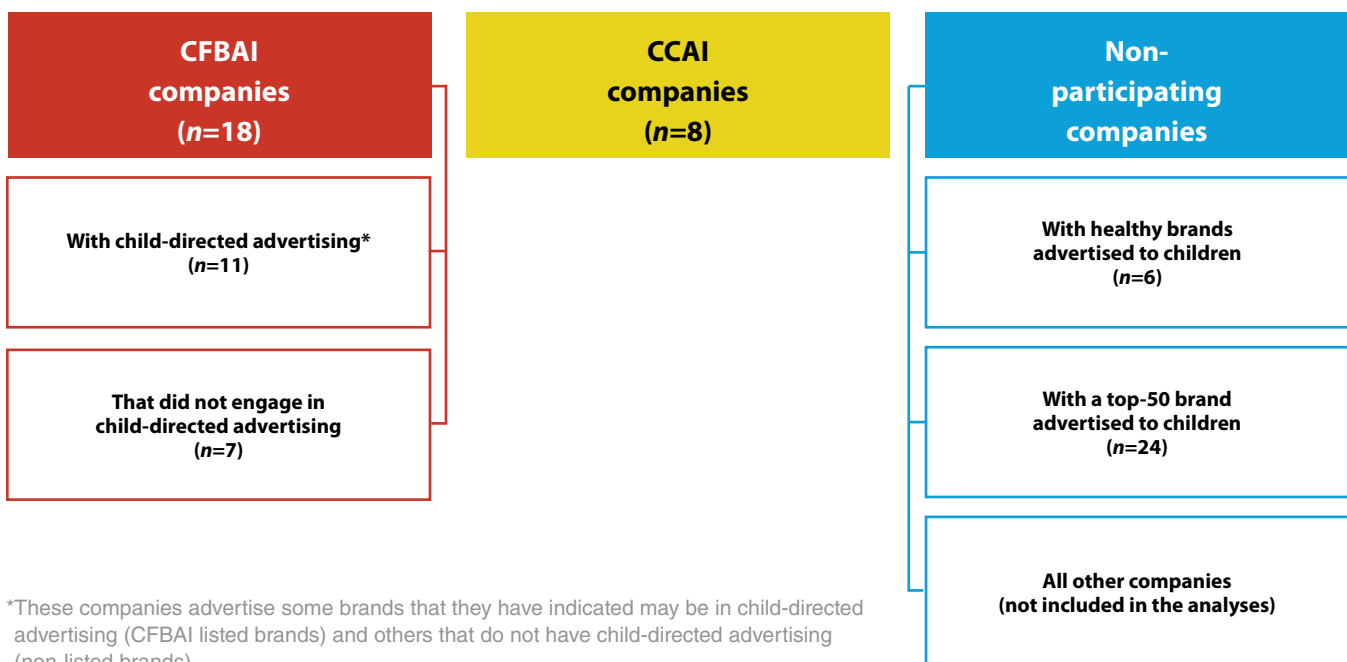 CFBAI
companies
(n=18)
With child-directed advertising*
(n=11)
That did not engage in
child-directed advertising
(n=7)
CCAI
companies
(n=8)
Non-
participating
companies
With healthy brands
advertised to children
(n=6)
With a top-50 brand
advertised to children
(n=24)
All other companies
(not included in the analyses)
*These companies advertise some brands that they have indicated may be in child-directed
advertising (CFBAI listed brands) and others that do not have child-directed advertising
(non-listed brands)